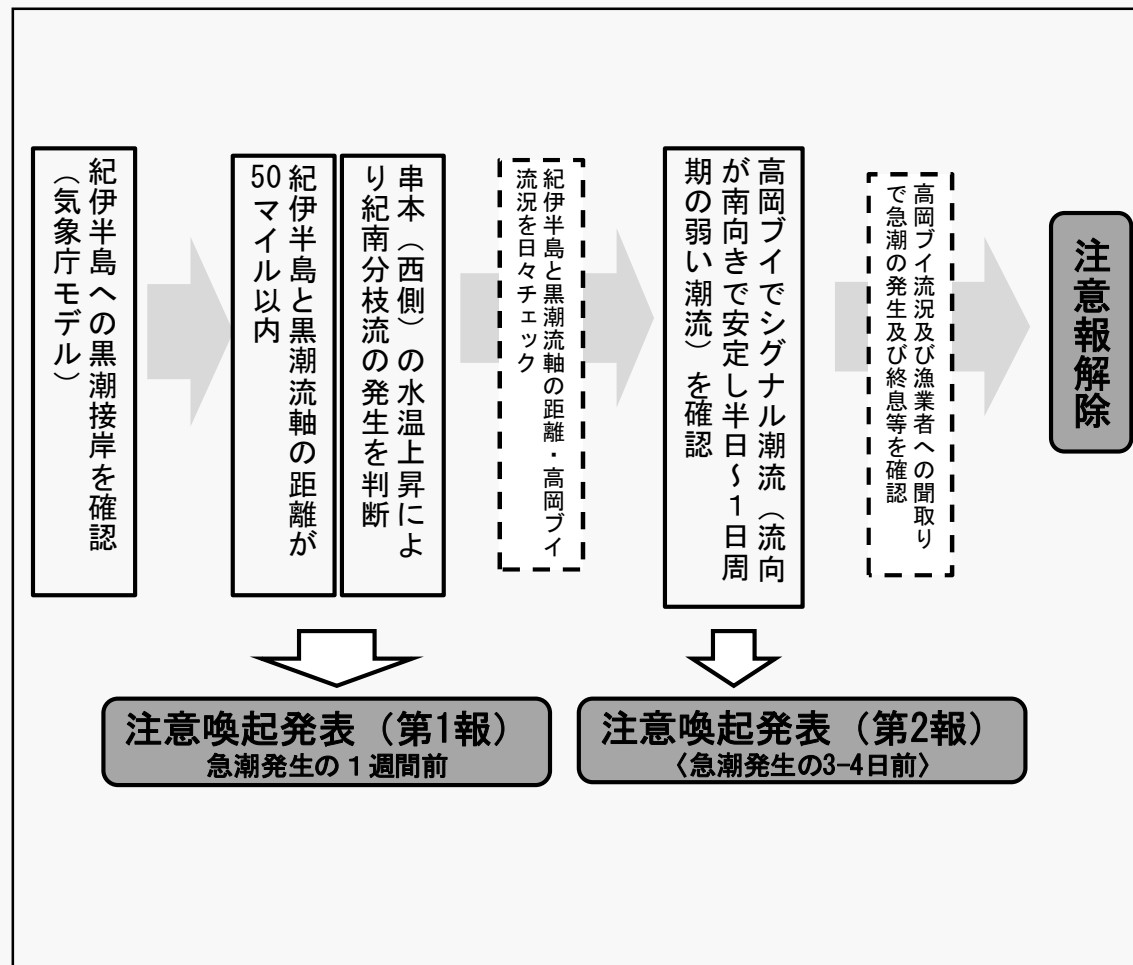 紀伊半島への黒潮接岸を確認
（気象庁モデル）
紀伊半島と黒潮流軸の距離が
50マイル以内
串本（西側）の水温上昇によ
り紀南分枝流の発生を判断
紀伊半島と黒潮流軸の距離・高岡ブイ
流況を日々チェック
高岡ブイでシグナル潮流（流向
が南向きで安定し半日～１日周
期の弱い潮流）を確認
高岡ブイ流況及び漁業者への聞取り
で急潮の発生及び終息等を確認
注意報解除
注意喚起発表（第1報）
急潮発生の１週間前
注意喚起発表（第2報）
〈急潮発生の3-4日前〉